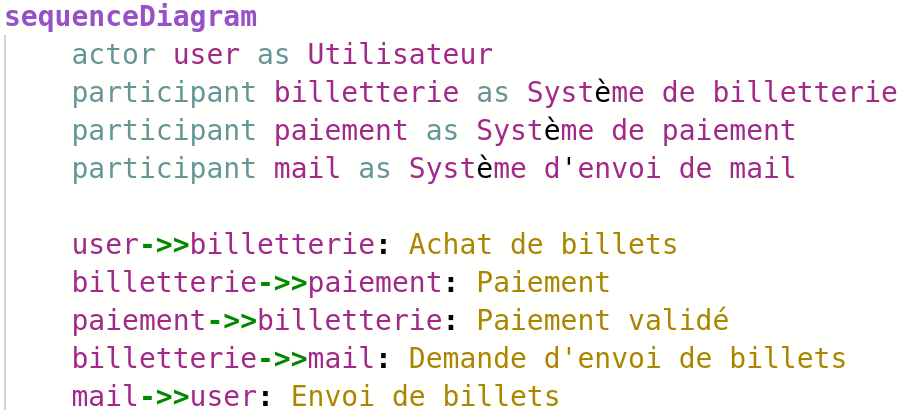 sequenceDiagram
    actor user as Utilisateur
    participant billetterie as Système de billetterie
    participant paiement as Système de paiement
    participant mail as Système d'envoi de mail

    user->>billetterie: Achat de billets
    billetterie->>paiement: Paiement
    paiement->>billetterie: Paiement validé
    billetterie->>mail: Demande d'envoi de billets
    mail->>user: Envoi de billets